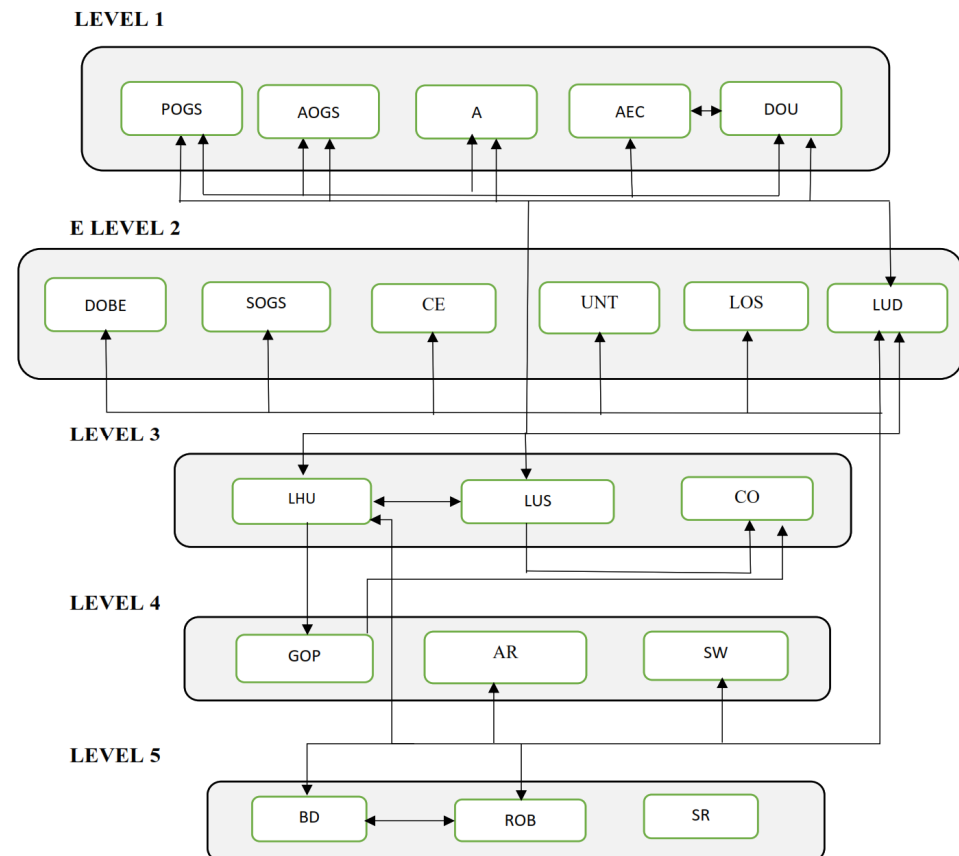 LEVEL 1
POGS AOGS A AEC DOU
E LEVEL 2
DOBE SOGS CE UNT LOS LUD
LEVEL 3
LHU LUS CO
LEVEL 4
GOP AR SW
LEVEL 5
BD ROB SR